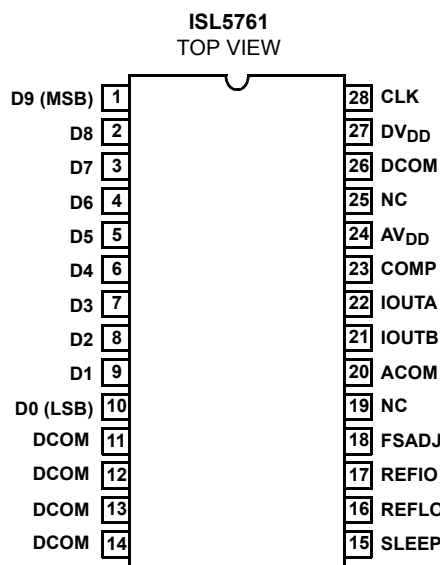 ISL5761
TOP VIEW
D9 (MSB) 1 28 CLK
D8 2 27 DVDD
D7 3 26 DCOM
D6 4 25 NC
D5 5 24 AVDD
D4 6 23 COMP
D3 7 22 IOUTA
D2 8 21 IOUTB
D1 9 20 ACOM
D0 (LSB) 10 19 NC
DCOM 11 18 FSADJ
DCOM 12 17 REFIO
DCOM 13 16 REFLO
DCOM 14 15 SLEEP